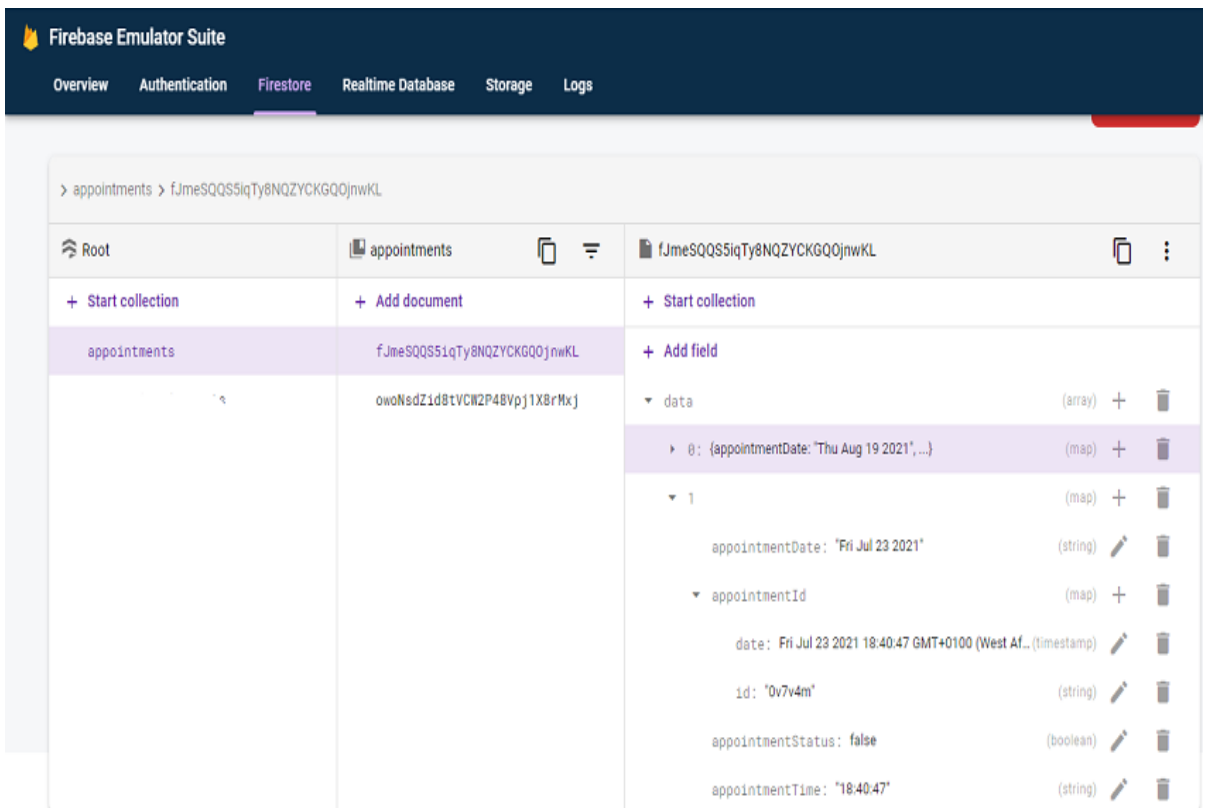 Firebase Emulator Suite
Overview Authentication Firestore Realtime Database Storage Logs
> appointments > fJmeSQQS5iqTy8NQZYCKGQOjnwKL
Root appointments fJmeSQQS5iqTy8NQZYCKGQOjnwKL
+ Start collection + Add document + Start collection
appointments fJmeSQQS5iqTy8NQZYCKGQOjnwKL + Add field
owoNsdZid8tVCW2P48Vpj1X8rMxj data (array) +
0: {appointmentDate: "Thu Aug 19 2021", ...} (map) +
1 (map) +
appointmentDate: "Fri Jul 23 2021" (string)
appointmentId (map) +
date: Fri Jul 23 2021 18:40:47 GMT+0100 (West Af... (timestamp)
id: "0v7v4m" (string)
appointmentStatus: false (boolean)
appointmentTime: "18:40:47" (string)